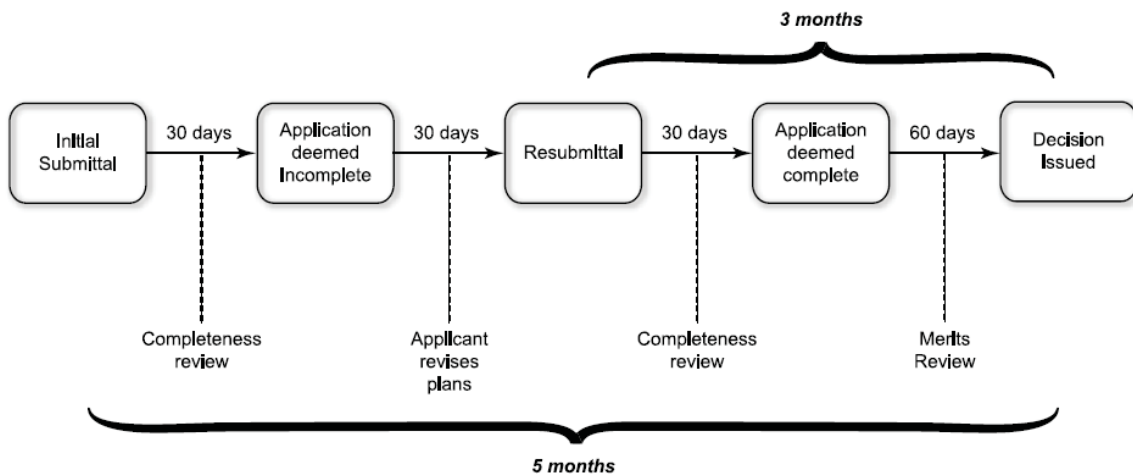 3 months
Initial
Submittal
30 days
Application
deemed
Incomplete
30 days
Resubmittal
30 days
Application
deemed
complete
60 days
Decision
Issued
Completeness
review
Applicant
revises
plans
Completeness
review
Merits
Review
5 months